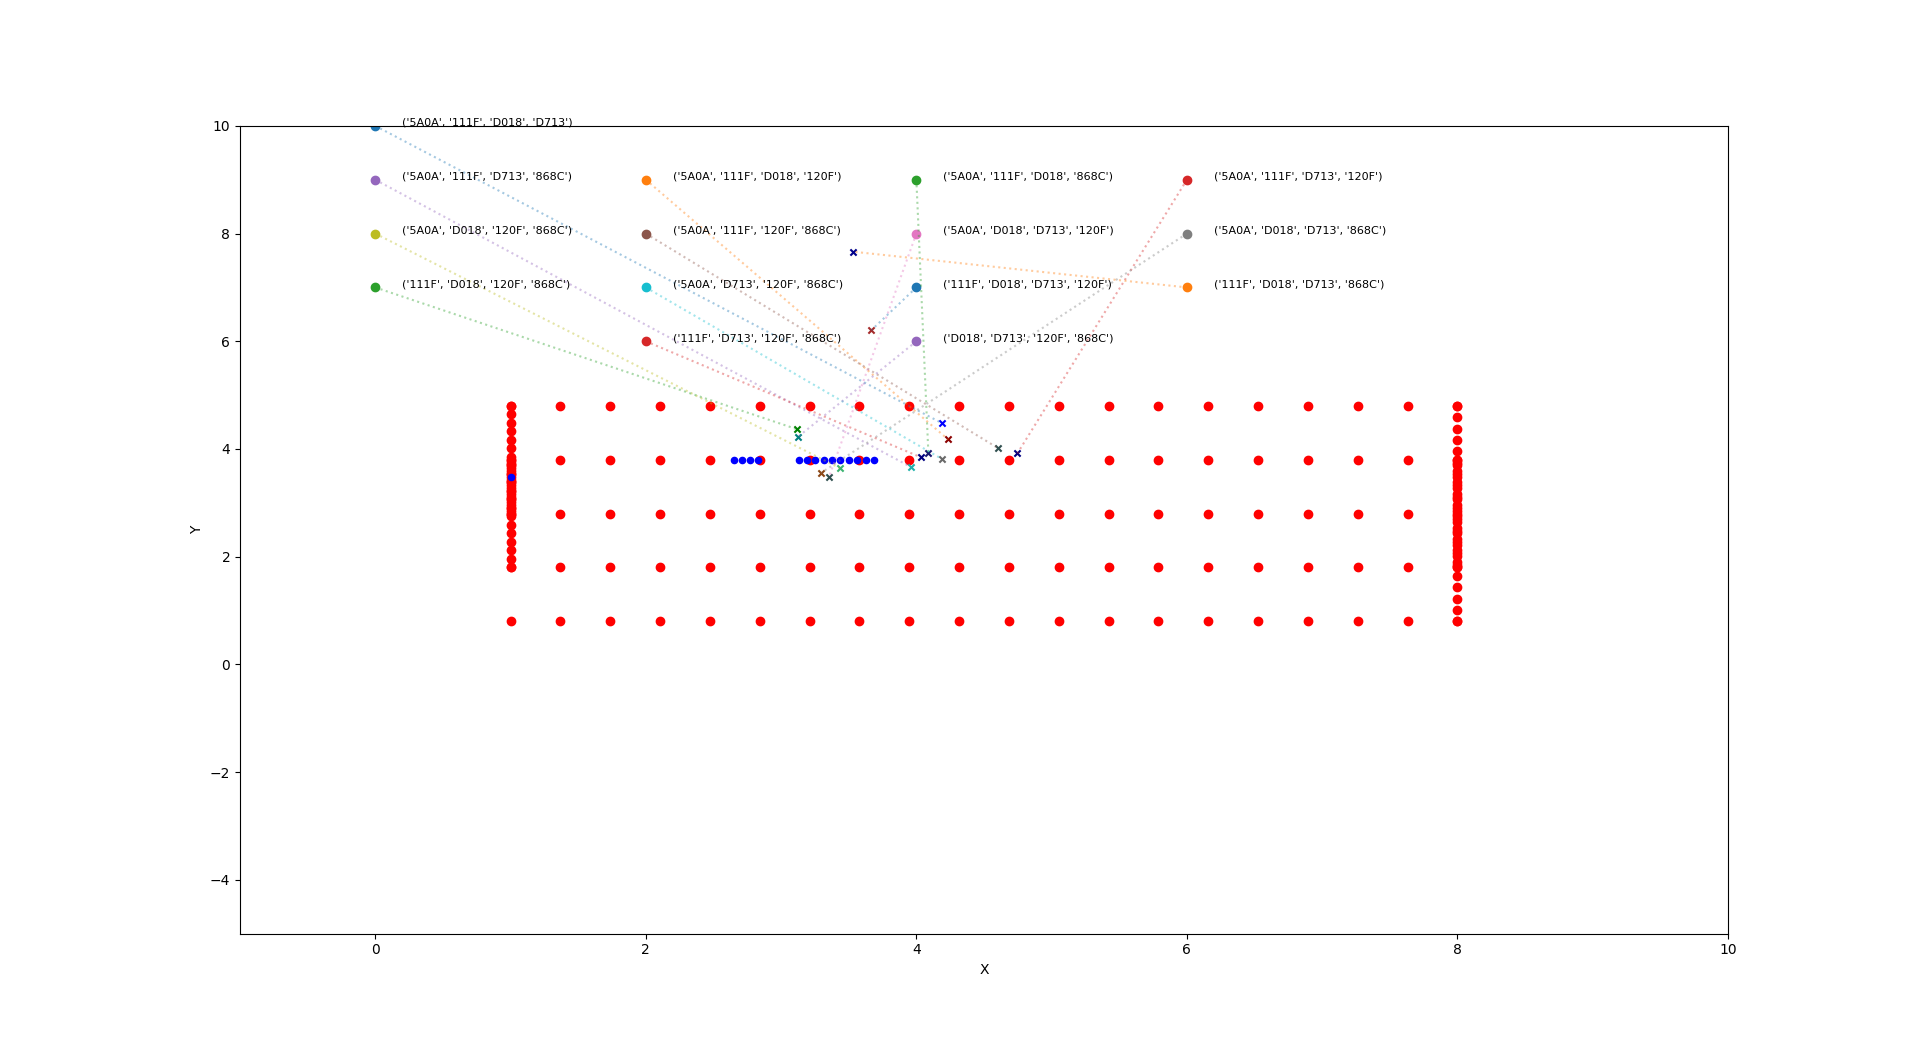 10
('5A0A', '111F', 'D018', 'D713')
('5A0A', '111F', 'D713', '868C')
('5A0A', '111F', 'D018', '120F')
('5A0A', '111F', 'D018', '868C')
('5A0A', '111F', 'D713', '120F')
8
('5A0A', 'D018', '120F', '868C')
('5A0A', '111F', '120F', '868C')
('5A0A', 'D018', 'D713', '120F')
('5A0A', 'D018', 'D713', '868C')
('111F', 'D018', '120F', '868C')
('5A0A', 'D713', '120F', '868C')
('111F', 'D018', 'D713', '120F')
('111F', 'D018', 'D713', '868C')
6
('111F', 'D713', '120F', '868C')
('D018', 'D713', '120F', '868C')
4
Y
2
0
−2
−4
0 2 4 6 8 10
X